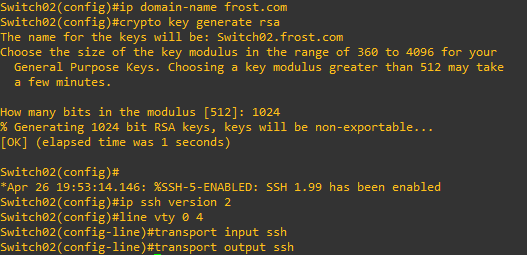 Switch02(config)#ip domain-name frost.com
Switch02(config)#crypto key generate rsa
The name for the keys will be: Switch02.frost.com
Choose the size of the key modulus in the range of 360 to 4096 for your
  General Purpose Keys. Choosing a key modulus greater than 512 may take
  a few minutes.

How many bits in the modulus [512]: 1024
% Generating 1024 bit RSA keys, keys will be non-exportable...
[OK] (elapsed time was 1 seconds)

Switch02(config)#
*Apr 26 19:53:14.146: %SSH-5-ENABLED: SSH 1.99 has been enabled
Switch02(config)#ip ssh version 2
Switch02(config)#line vty 0 4
Switch02(config-line)#transport input ssh
Switch02(config-line)#transport output ssh